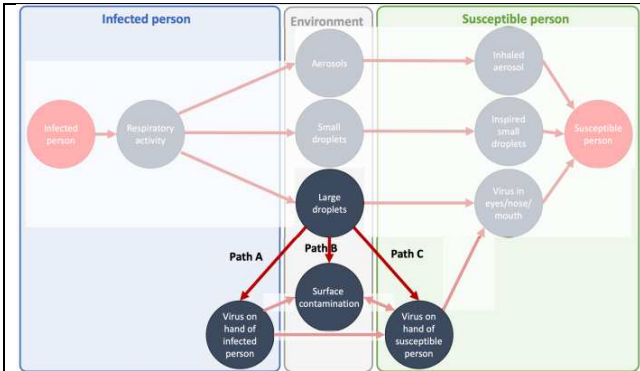 Infected person
Environment
Susceptible person
Aerosols
Inhaled
aerosol
Infected
person
Respiratory
activity
Small
droplets
Inspired
small
droplets
Susceptible
person
Large
droplets
Virus in
eyes/nose/
mouth
Path A
Path B
Path C
Surface
contamination
Virus on
hand of
infected
person
Virus on
hand of
susceptible
person